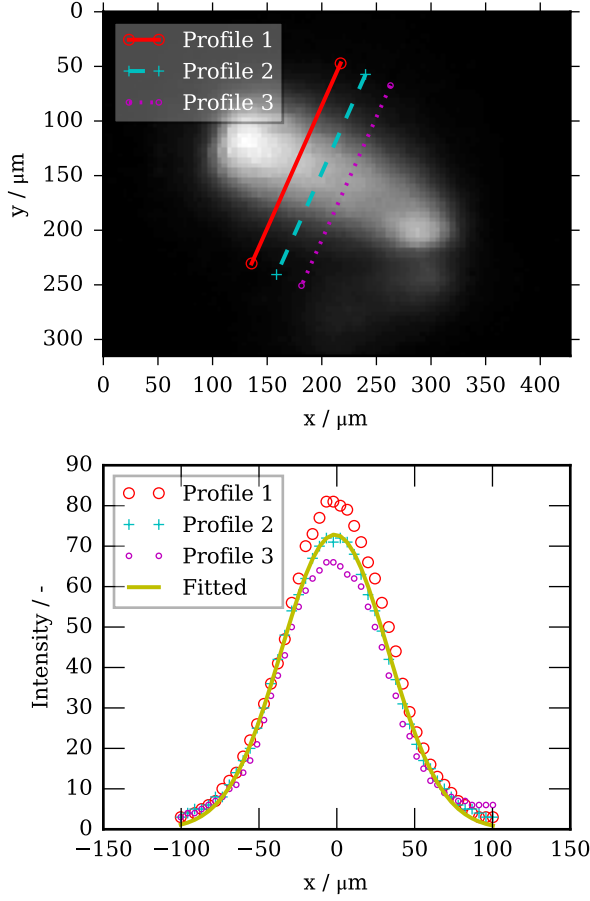 0
50
100
150
200
250
300
y / μm
Profile 1
Profile 2
Profile 3
0 50 100 150 200 250 300 350 400
x / μm
90
80
70
60
50
40
30
20
10
0
Intensity / -
Profile 1
Profile 2
Profile 3
Fitted
−150 −100 −50 0 50 100 150
x / μm